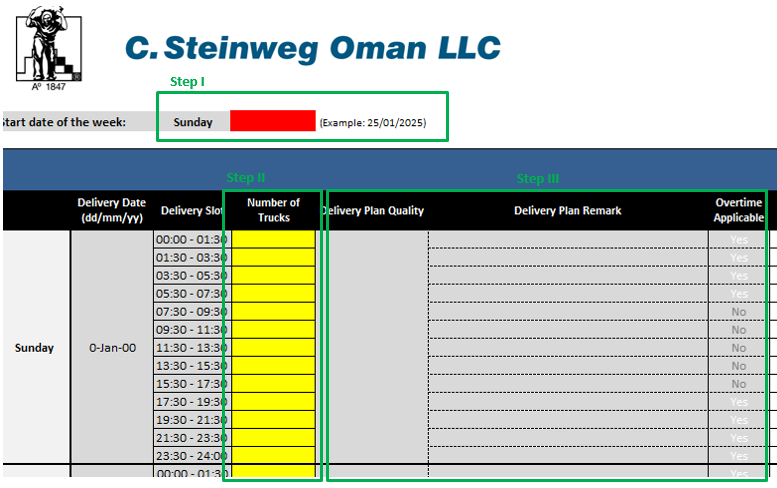 C. Steinweg Oman LLC
Aº 1847
Step I
Start date of the week: Sunday (Example: 25/01/2025)
Step II Step III
Delivery Date (dd/mm/yy) Delivery Slot Number of Trucks Delivery Plan Quality Delivery Plan Remark Overtime Applicable
00:00 - 01:30 Yes
01:30 - 03:30 Yes
03:30 - 05:30 Yes
05:30 - 07:30 Yes
07:30 - 09:30 No
09:30 - 11:30 No
Sunday 0-Jan-00 11:30 - 13:30 No
13:30 - 15:30 No
15:30 - 17:30 No
17:30 - 19:30 Yes
19:30 - 21:30 Yes
21:30 - 23:30 Yes
23:30 - 24:00 Yes
00:00 - 01:30 Yes